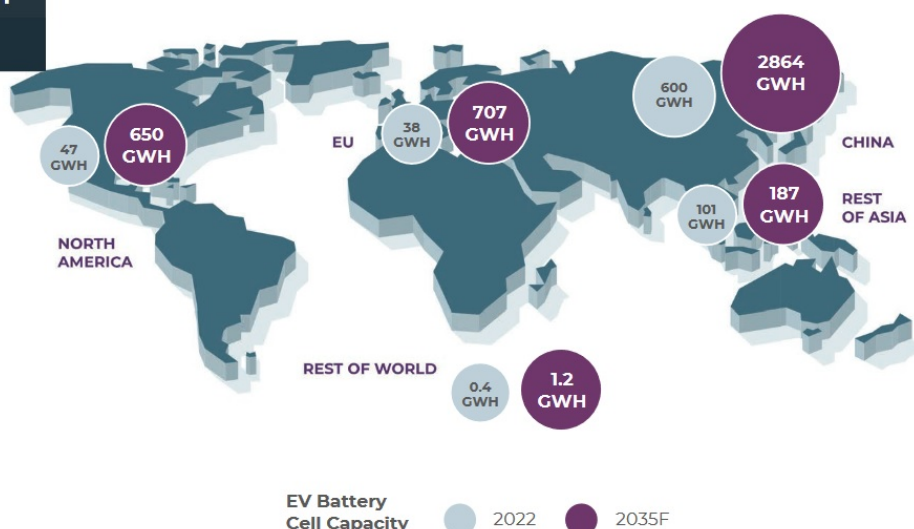 2864
GWH
600
GWH
707
GWH
38
GWH
EU
650
GWH
47
GWH
CHINA
187
GWH
101
GWH
REST
OF ASIA
NORTH
AMERICA
REST OF WORLD
0.4
GWH
1.2
GWH
EV Battery
Cell Capacity
2022
2035F